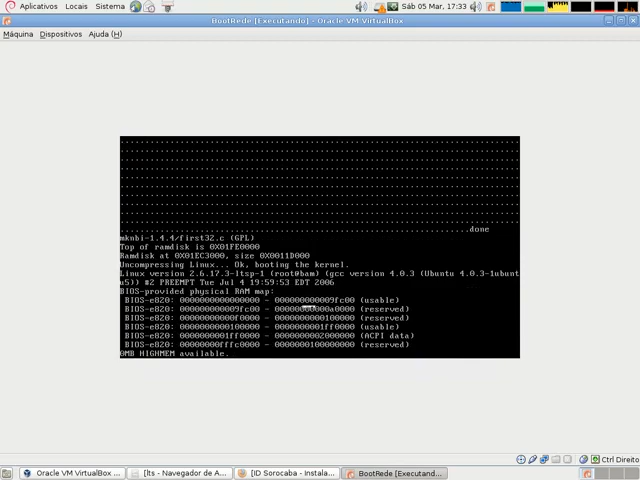 Aplicativos Locais Sistema Sáb 05 Mar, 17:33
BootRede [Executando] - Oracle VM VirtualBox
Máquina Dispositivos Ajuda (H)
..........done
mknbi-1.4.4/first32.c (GPL)
Top of ramdisk is 0X01FE0000
Ramdisk at 0X01EC3000, size 0X0011D000
Uncompressing Linux... Ok, booting the kernel.
Linux version 2.6.17.3-ltsp-1 (root@bam) (gcc version 4.0.3 (Ubuntu 4.0.3-1ubunt
u5)) #2 PREEMPT Tue Jul 4 19:59:53 EDT 2006
BIOS-provided physical RAM map:
BIOS-e820: 0000000000000000 - 000000000009fc00 (usable)
BIOS-e820: 000000000009fc00 - 00000000000a0000 (reserved)
BIOS-e820: 00000000000f0000 - 0000000000100000 (reserved)
BIOS-e820: 0000000000100000 - 0000000001ff0000 (usable)
BIOS-e820: 0000000001ff0000 - 0000000002000000 (ACPI data)
BIOS-e820: 00000000fffc0000 - 0000000100000000 (reserved)
0MB HIGHMEM available.
Ctrl Direito
Oracle VM VirtualBox ... [lts - Navegador de A... [ID Sorocaba - Instala... BootRede [Executand...